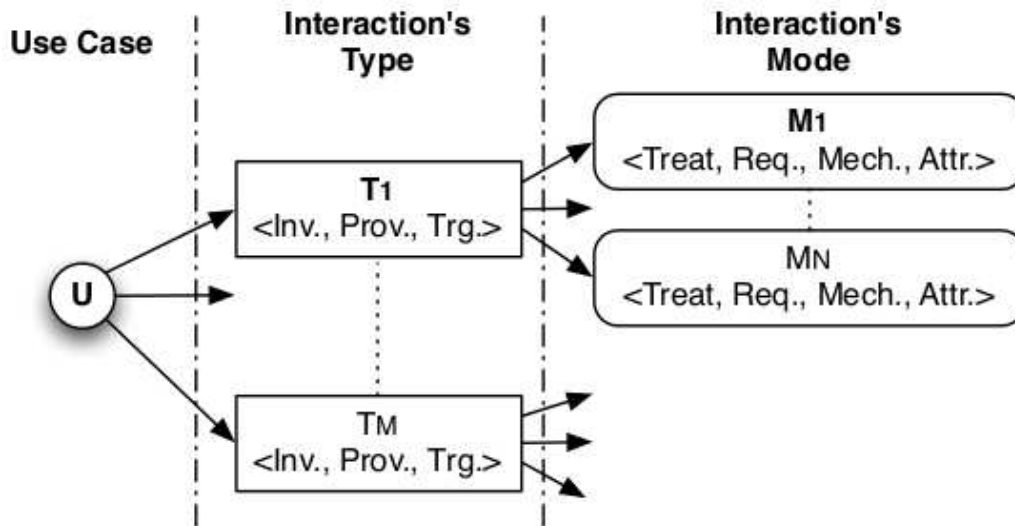 Use Case
Interaction's
Type
Interaction's
Mode
U
T1
<Inv., Prov., Trg.>
TM
<Inv., Prov., Trg.>
M1
<Treat, Req., Mech., Attr.>
MN
<Treat, Req., Mech., Attr.>